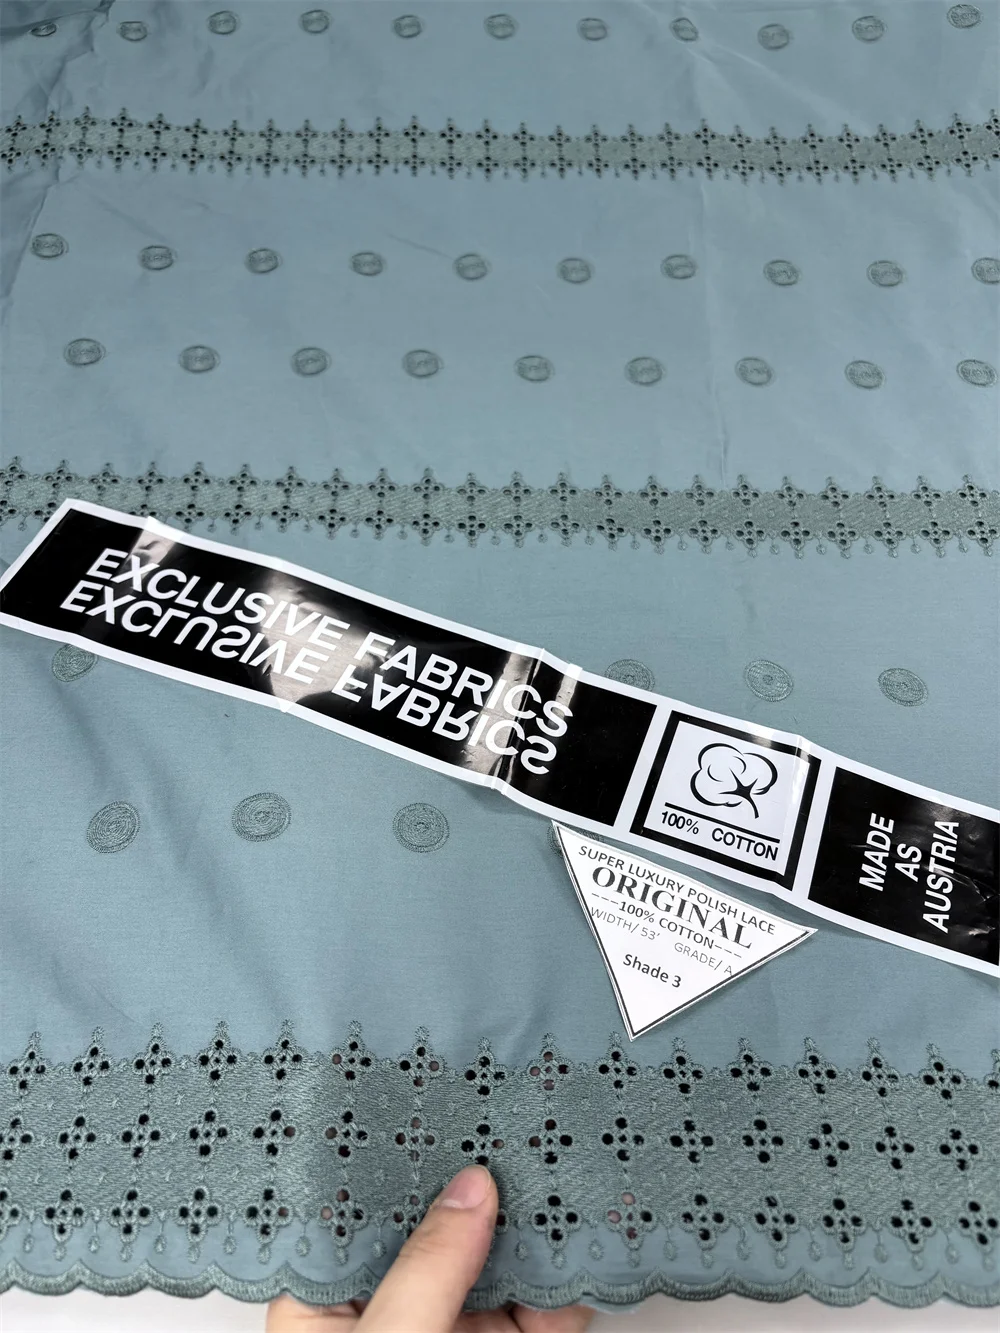 EXCLUSIVE FABRICS
EXCLUSIVE FABRICS
100% COTTON
MADE
AS
AUSTRIA
SUPER LUXURY POLISH LACE
ORIGINAL
---100% COTTON---
WIDTH/ 53' GRADE/ A
Shade 3